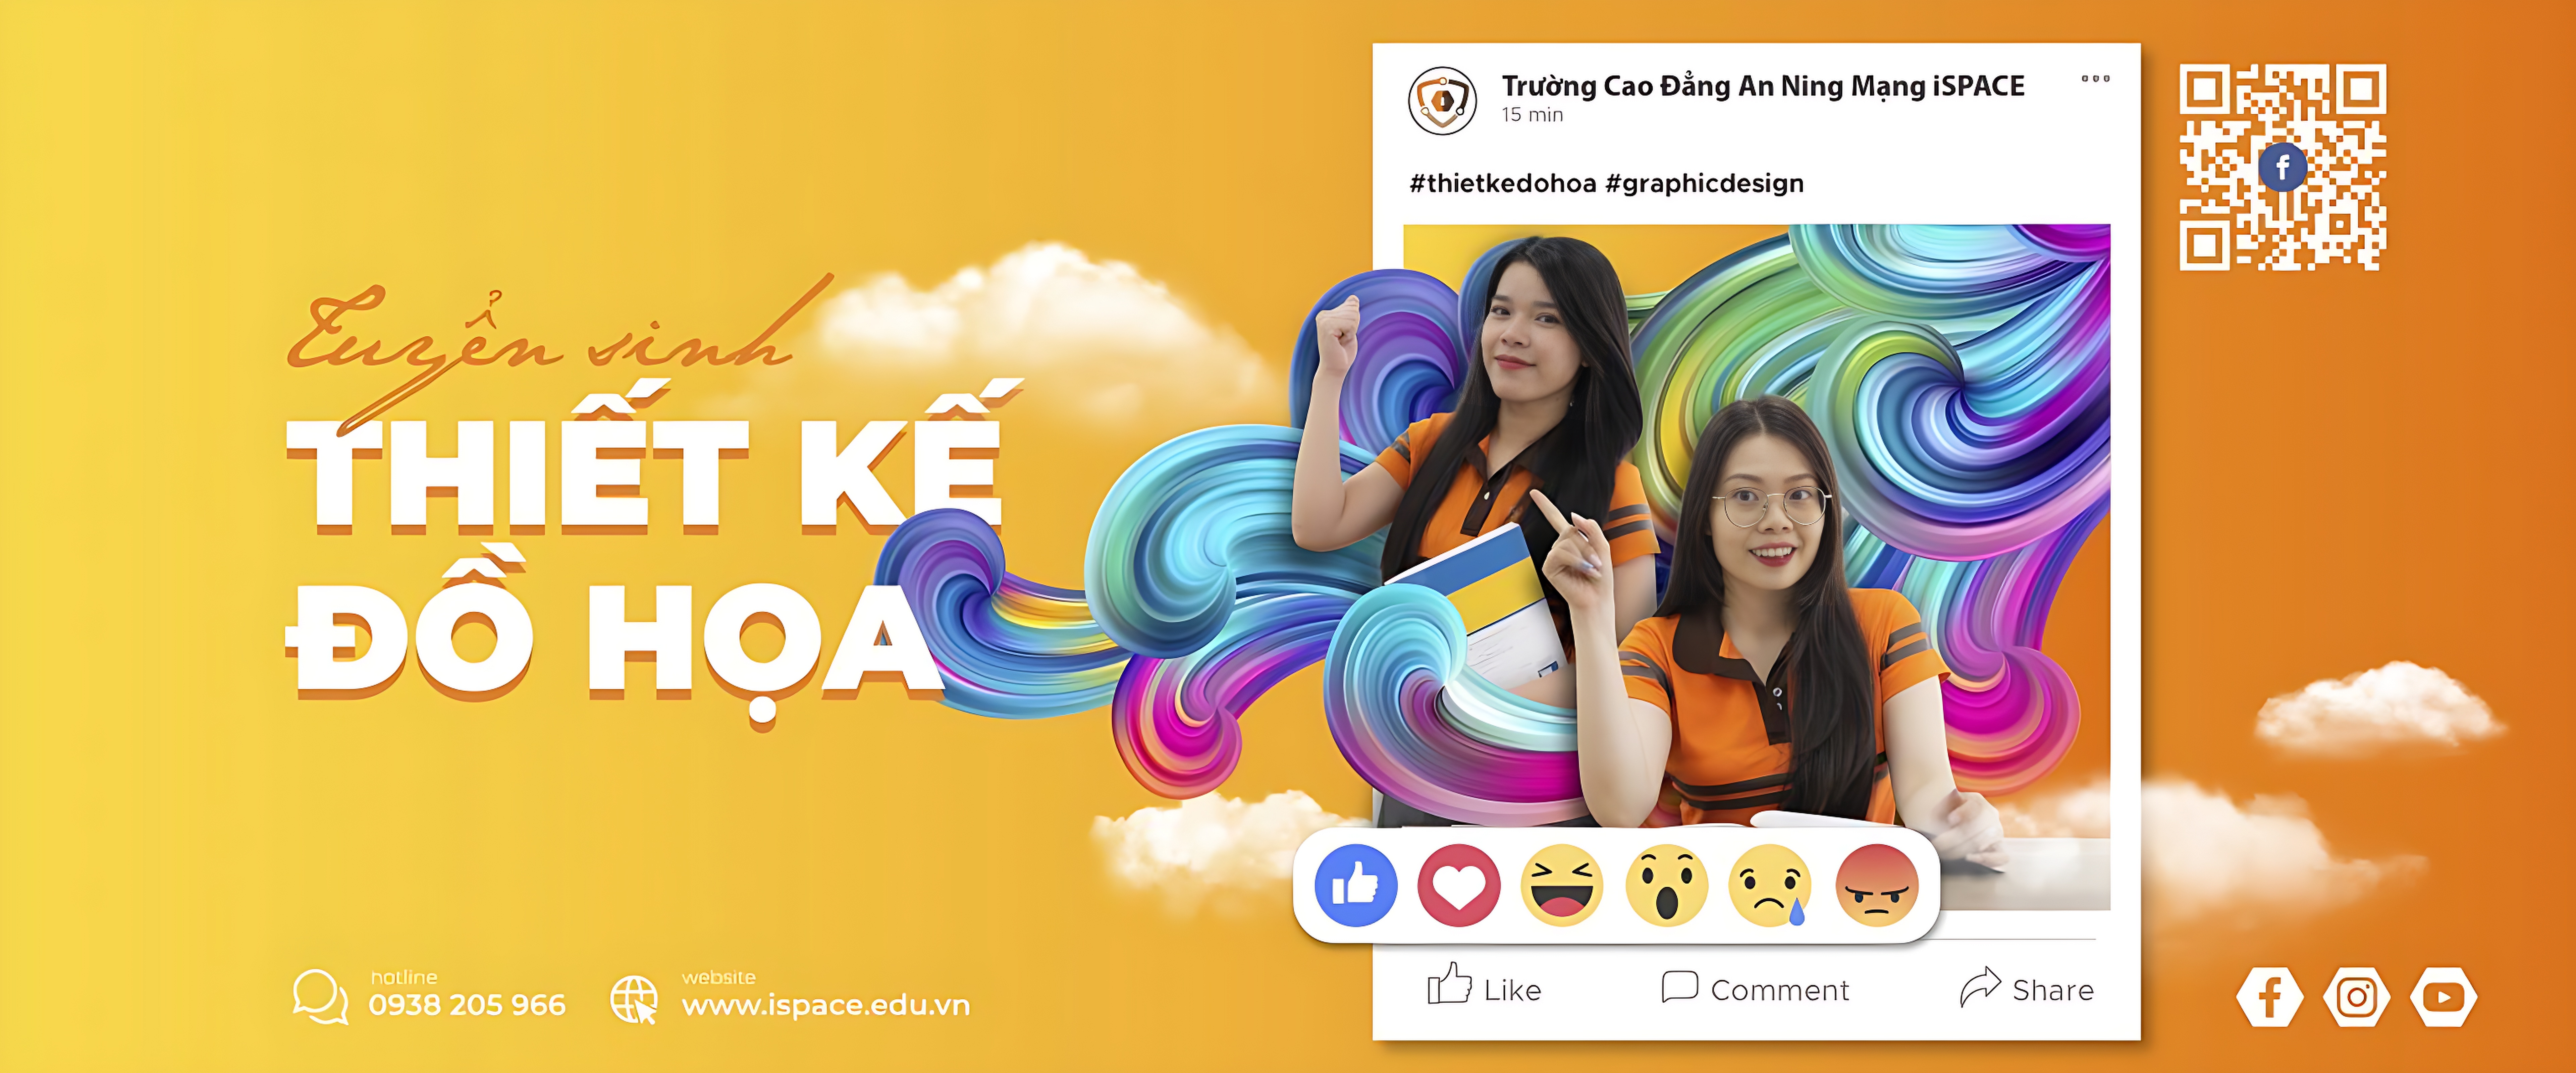 Tuyển sinh
THIẾT KẾ
ĐỒ HỌA
hotline
0938 205 966
website
www.ispace.edu.vn
Trường Cao Đẳng An Ning Mạng iSPACE
15 min
#thietkedohoa #graphicdesign
Like
Comment
Share